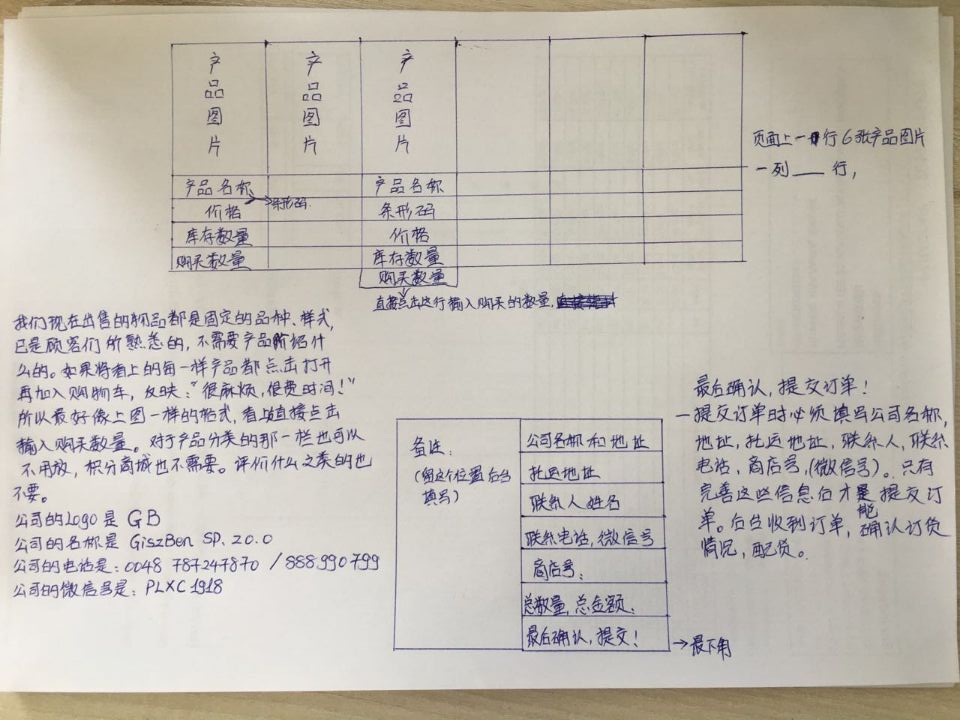 产品图片
产品图片
产品图片
页面上一行6张产品图片
一列___行,
产品名称
产品名称
价格
条形码
条形码
库存数量
价格
购买数量
库存数量
购买数量
直接点击这行输入购买的数量,
我们现在出售的物品都是固定的品种、样式,
已是顾客们所熟悉的,不需要产品介绍什
么的。如果将看上的每一样产品都点击打开
再加入购物车,反映:“很麻烦,很费时间!”
所以最好像上图一样的格式,看上直接点击
输入购买数量。对于产品分类的那一栏也可以
不用放,积分商城也不需要。评价什么之类的也
不要。
公司的Logo是 GB
公司的名称是 GiszBen SP. zo.o
公司的电话是:0048 787247870 / 888990799
公司的微信号是:PLXC1918
备注:
(留这个位置后台
填写)
公司名称和地址
托运地址
联系人姓名
联系电话,微信号
商店号:
总数量,总金额:
最后确认,提交!
→最下角
最后确认,提交订单!
一提交订单时必须填写公司名称,
地址,托运地址,联系人,联系
电话,商店号,(微信号)。只有
完善这些信息后才能提交订
单。后台收到订单,确认订货
情况,配货。